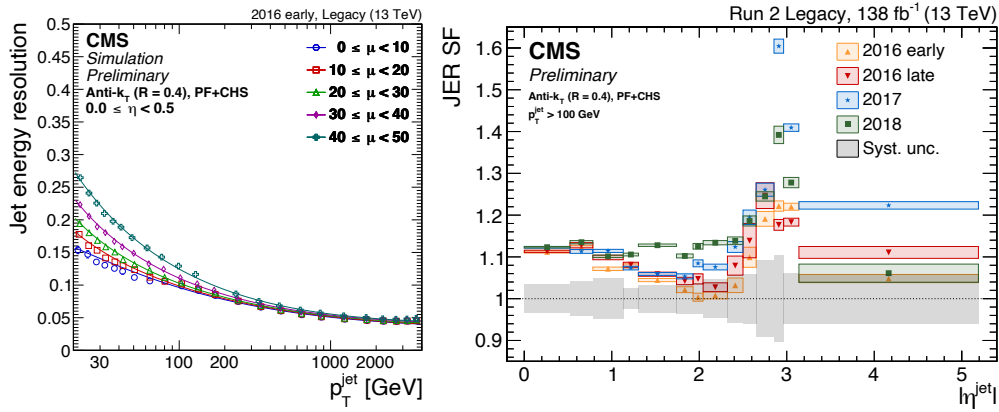 2016 early, Legacy (13 TeV)
CMS
Simulation
Preliminary
Anti-k_T (R = 0.4), PF+CHS
0.0 ≤ η < 0.5
0 ≤ μ < 10
10 ≤ μ < 20
20 ≤ μ < 30
30 ≤ μ < 40
40 ≤ μ < 50
Jet energy resolution
0.5
0.45
0.4
0.35
0.3
0.25
0.2
0.15
0.1
0.05
0
30 100 200 1000 2000
p_T^jet [GeV]
Run 2 Legacy, 138 fb⁻¹ (13 TeV)
CMS
Preliminary
Anti-k_T (R = 0.4), PF+CHS
p_T^jet > 100 GeV
2016 early
2016 late
2017
2018
Syst. unc.
JER SF
1.6
1.5
1.4
1.3
1.2
1.1
1
0.9
0 1 2 3 4 5
|η^jet|